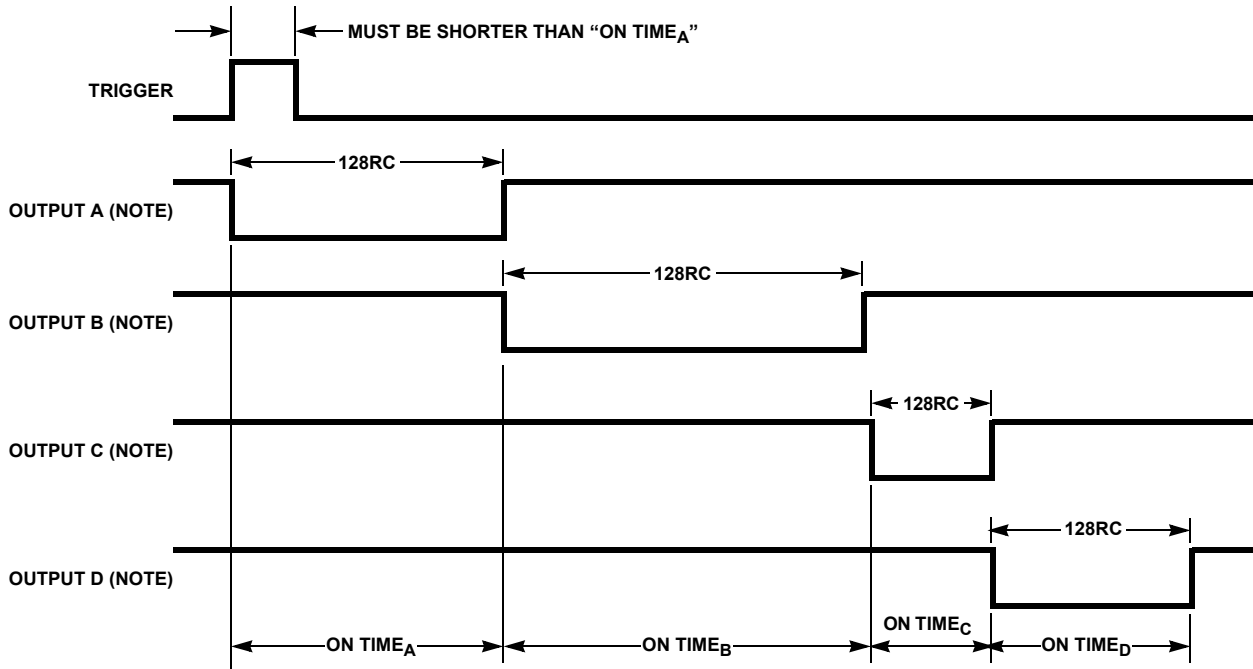 MUST BE SHORTER THAN “ON TIMEA”
TRIGGER
128RC
OUTPUT A (NOTE)
128RC
OUTPUT B (NOTE)
128RC
OUTPUT C (NOTE)
128RC
OUTPUT D (NOTE)
ON TIMEA
ON TIMEB
ON TIMEC
ON TIMED